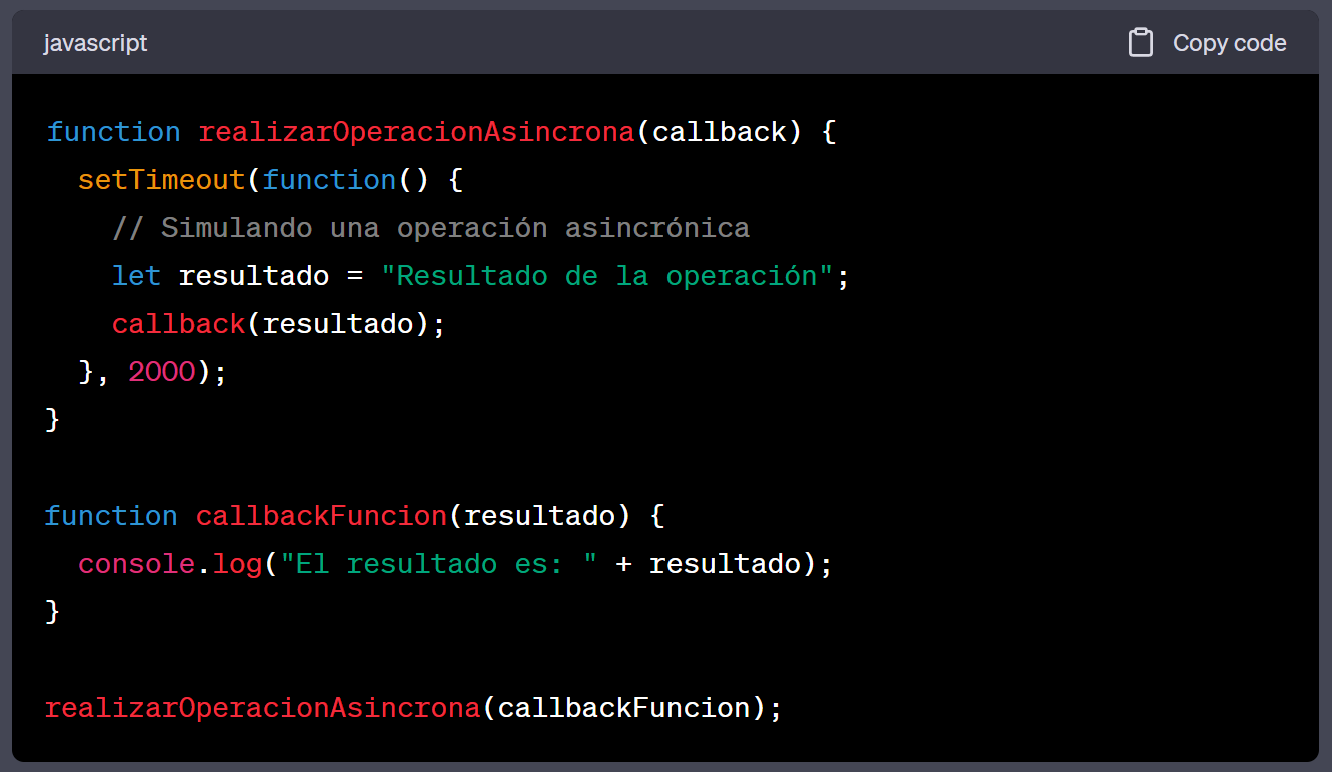 javascript
Copy code
function realizarOperacionAsincrona(callback) {
  setTimeout(function() {
    // Simulando una operación asincrónica
    let resultado = "Resultado de la operación";
    callback(resultado);
  }, 2000);
}
function callbackFuncion(resultado) {
  console.log("El resultado es: " + resultado);
}
realizarOperacionAsincrona(callbackFuncion);